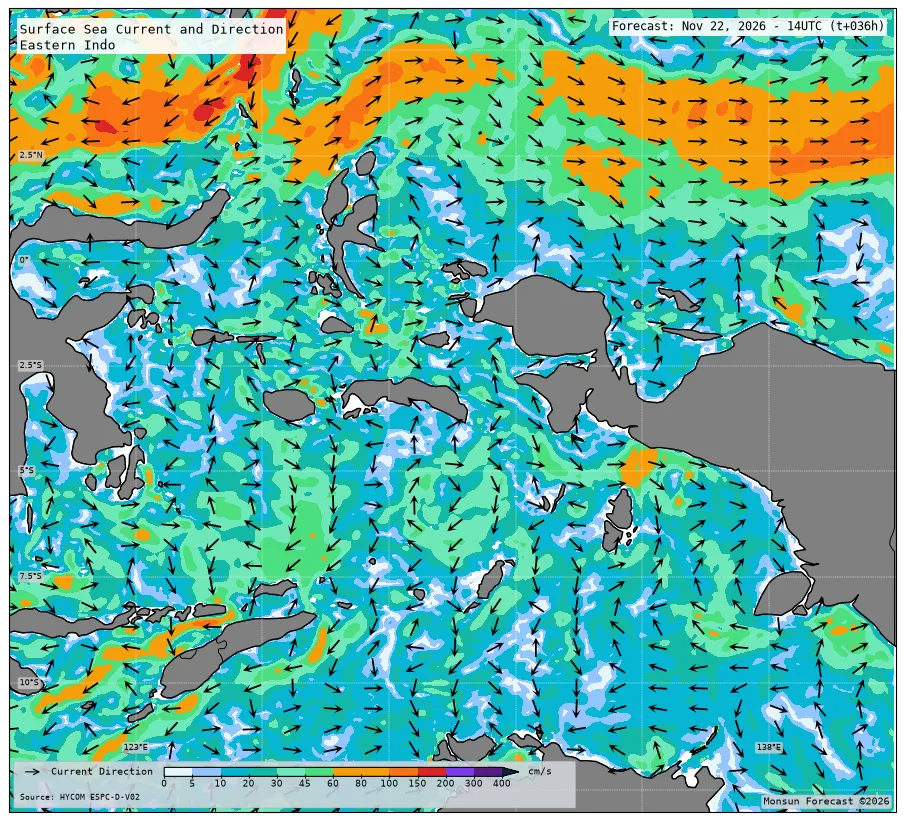 Surface Sea Current and Direction
Eastern Indo
Forecast: Nov 22, 2026 - 14UTC (t+036h)
2.5°N
0°
2.5°S
5°S
7.5°S
10°S
123°E
138°E
Current Direction
0 5 10 20 30 45 60 80 100 150 200 300 400
cm/s
Source: HYCOM ESPC-D-V02
Monsun Forecast ©2026